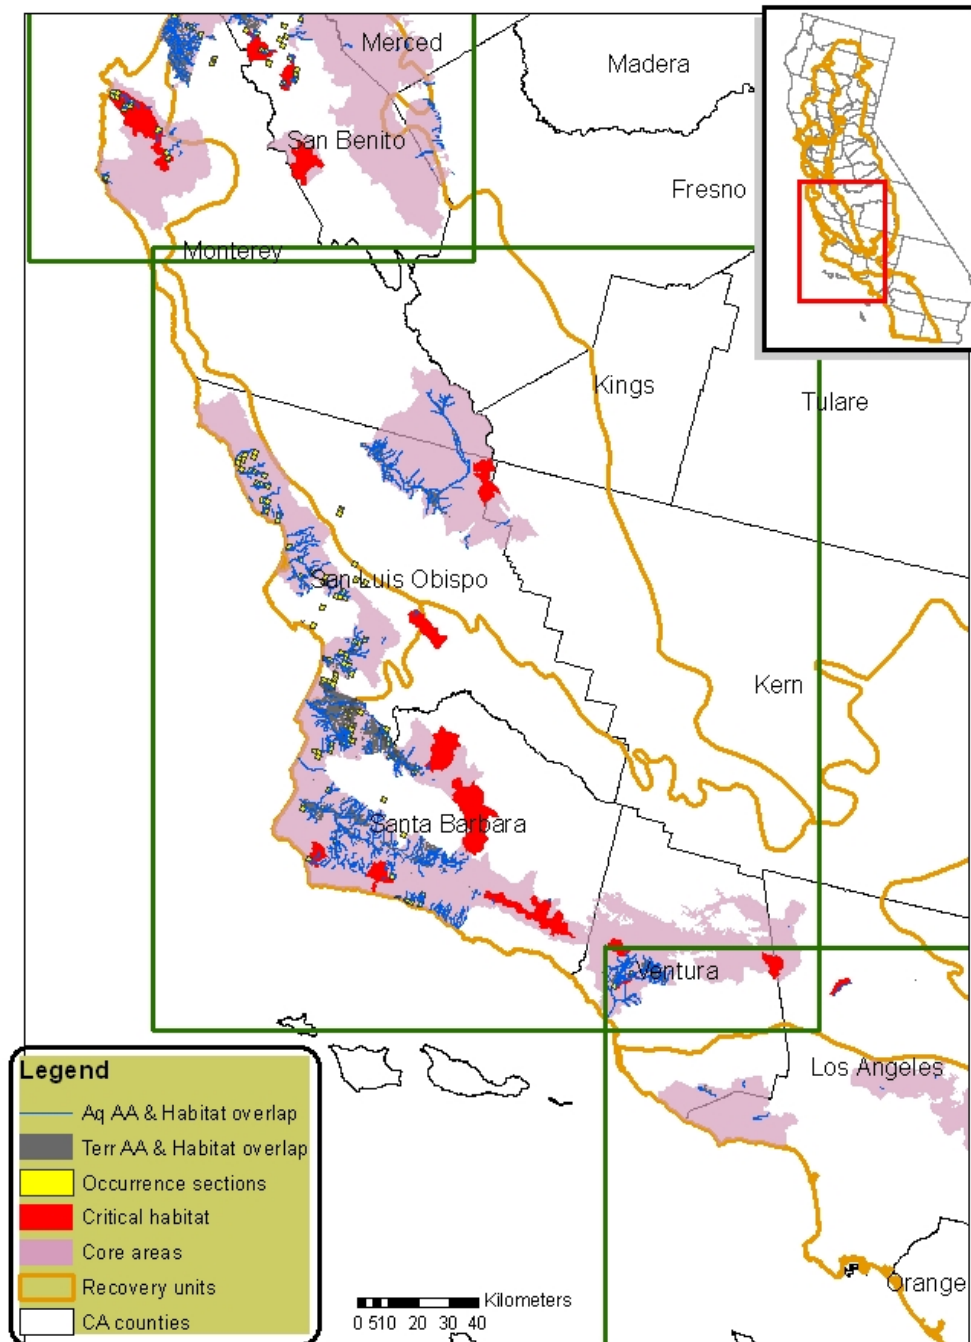 Merced
Madera
San Benito
Fresno
Monterey
Kings
Tulare
San Luis Obispo
Kern
Santa Barbara
Ventura
Los Angeles
Orange
Legend
Aq AA & Habitat overlap
Terr AA & Habitat overlap
Occurrence sections
Critical habitat
Core areas
Recovery units
CA counties
Kilometers
0 510 20 30 40